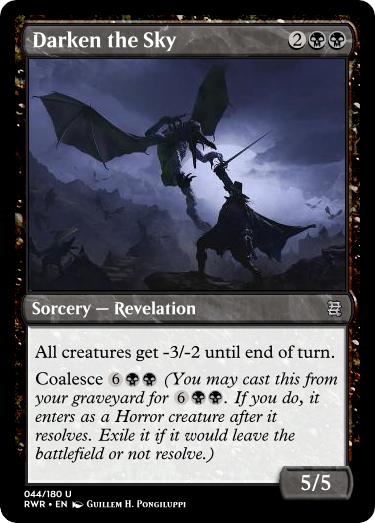 Darken the Sky 2
Sorcery — Revelation
All creatures get -3/-2 until end of turn.
Coalesce 6 (You may cast this from
your graveyard for 6 . If you do, it
enters as a Horror creature after it
resolves. Exile it if it would leave the
battlefield or not resolve.)
5/5
044/180 U
RWR • EN Guillem H. Pongiluppi